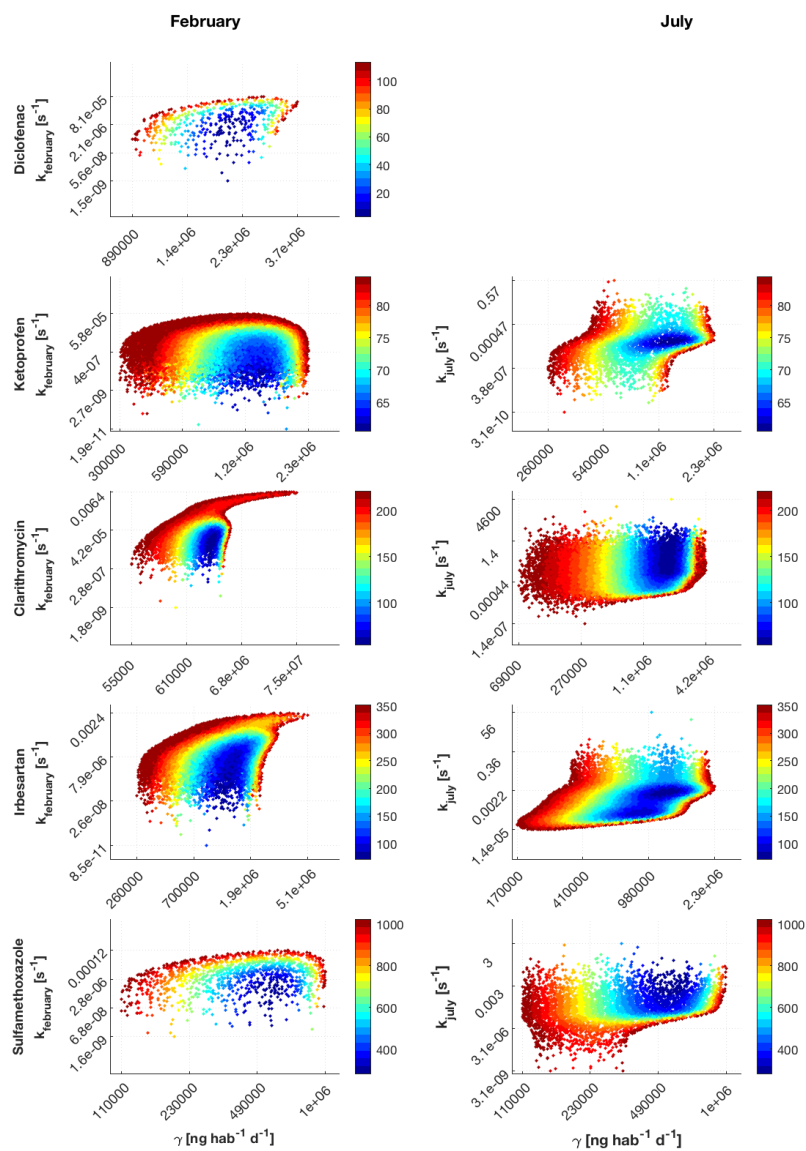 February July
Diclofenac
k_february [s^-1]
8.1e-05
2.1e-06
5.6e-08
1.5e-09
890000 1.4e+06 2.3e+06 3.7e+06
100
80
60
40
20
Ketoprofen
k_february [s^-1]
5.8e-05
4e-07
2.7e-09
1.9e-11
300000 590000 1.2e+06 2.3e+06
80
75
70
65
k_july [s^-1]
0.57
0.00047
3.8e-07
3.1e-10
260000 540000 1.1e+06 2.3e+06
80
75
70
65
Clarithromycin
k_february [s^-1]
0.0064
4.2e-05
2.8e-07
1.8e-09
55000 610000 6.8e+06 7.5e+07
200
150
100
k_july [s^-1]
4600
1.4
0.00044
1.4e-07
69000 270000 1.1e+06 4.2e+06
200
150
100
Irbesartan
k_february [s^-1]
0.0024
7.9e-06
2.6e-08
8.5e-11
260000 700000 1.9e+06 5.1e+06
350
300
250
200
150
100
k_july [s^-1]
56
0.36
0.0022
1.4e-05
170000 410000 980000 2.3e+06
350
300
250
200
150
100
Sulfamethoxazole
k_february [s^-1]
0.00012
2.8e-06
6.8e-08
1.6e-09
110000 230000 490000 1e+06
1000
800
600
400
γ [ng hab^-1 d^-1]
k_july [s^-1]
3
0.003
3.1e-06
3.1e-09
110000 230000 490000 1e+06
1000
800
600
400
γ [ng hab^-1 d^-1]